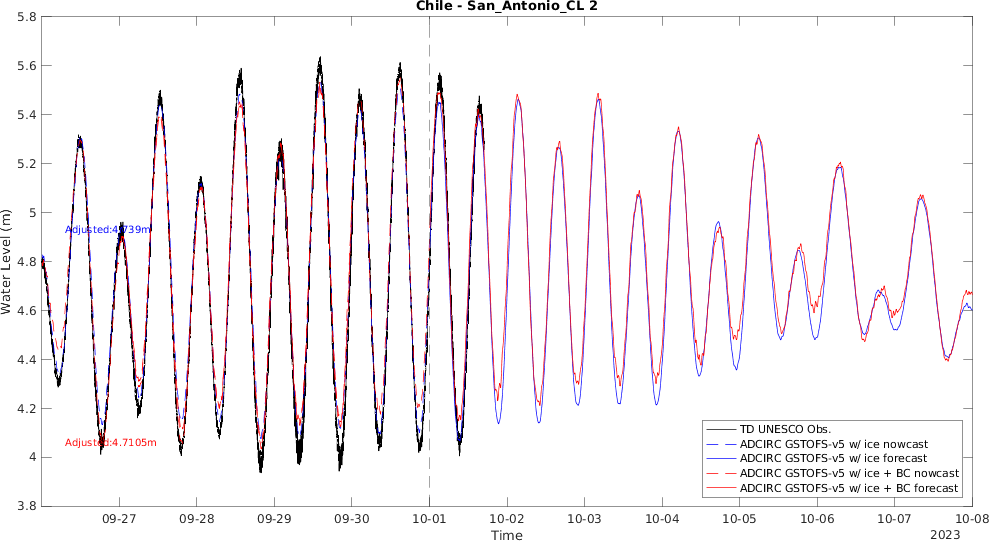 Chile - San_Antonio_CL 2
5.8
5.6
5.4
5.2
5
4.8
4.6
4.4
4.2
4
3.8
Water Level (m)
Adjusted:4.739m
Adjusted:4.7105m
TD UNESCO Obs.
ADCIRC GSTOFS-v5 w/ ice nowcast
ADCIRC GSTOFS-v5 w/ ice forecast
ADCIRC GSTOFS-v5 w/ ice + BC nowcast
ADCIRC GSTOFS-v5 w/ ice + BC forecast
09-27 09-28 09-29 09-30 10-01 10-02 10-03 10-04 10-05 10-06 10-07 10-08
Time
2023